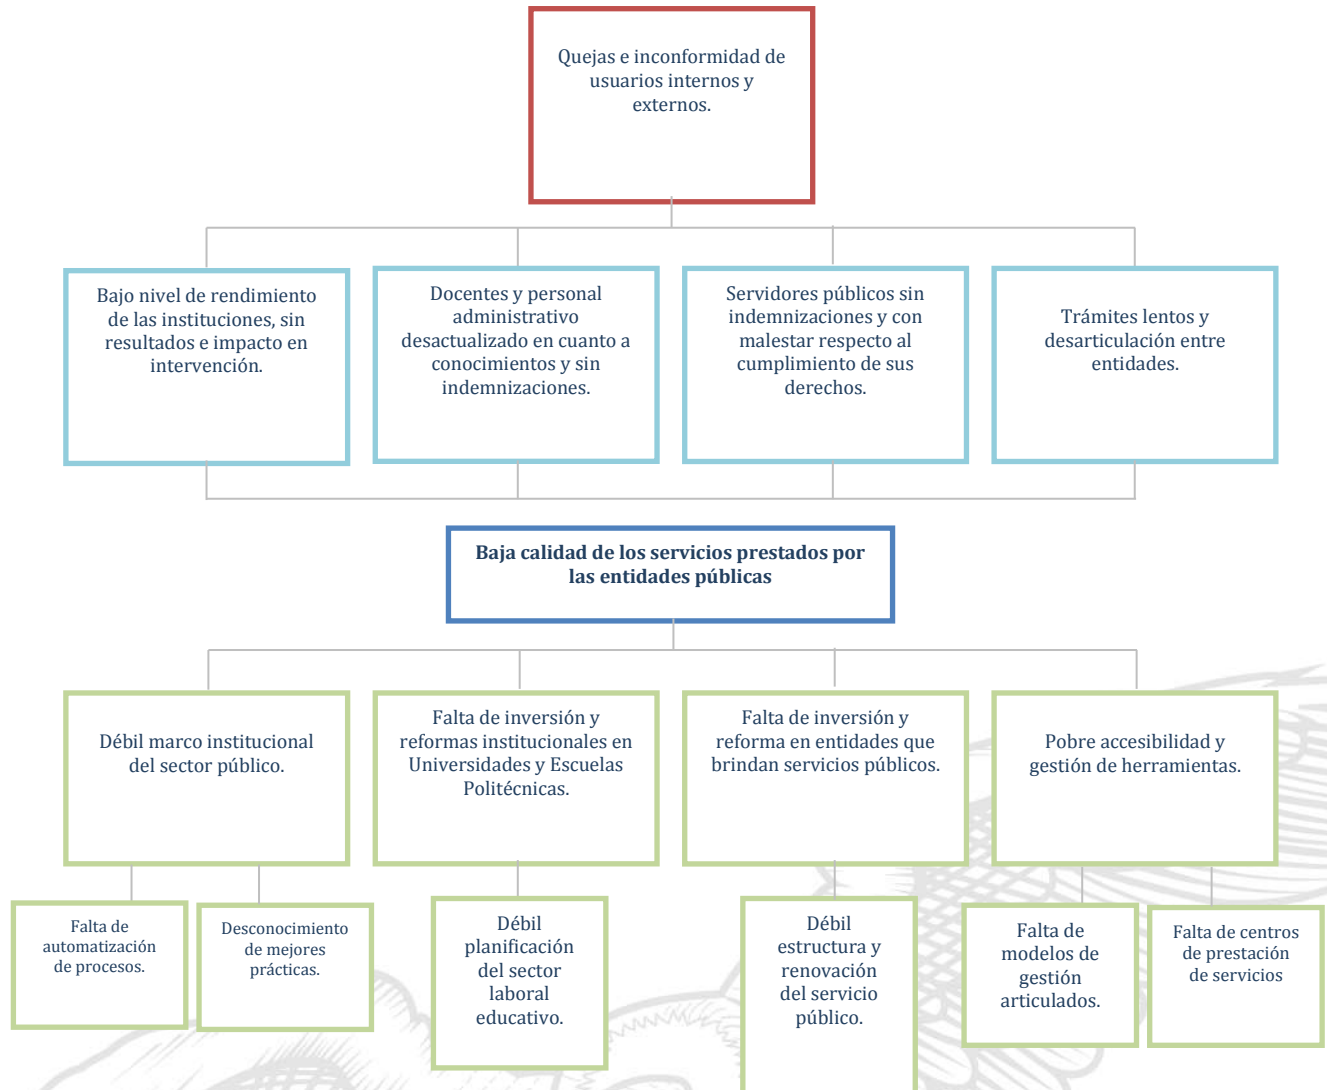 Quejas e inconformidad de
usuarios internos y
externos.
Bajo nivel de rendimiento
de las instituciones, sin
resultados e impacto en
intervención.
Docentes y personal
administrativo
desactualizado en cuanto a
conocimientos y sin
indemnizaciones.
Servidores públicos sin
indemnizaciones y con
malestar respecto al
cumplimiento de sus
derechos.
Trámites lentos y
desarticulación entre
entidades.
Baja calidad de los servicios prestados por
las entidades públicas
Débil marco institucional
del sector público.
Falta de inversión y
reformas institucionales en
Universidades y Escuelas
Politécnicas.
Falta de inversión y
reforma en entidades que
brindan servicios públicos.
Pobre accesibilidad y
gestión de herramientas.
Falta de
automatización
de procesos.
Desconocimiento
de mejores
prácticas.
Débil
planificación
del sector
laboral
educativo.
Débil
estructura y
renovación
del servicio
público.
Falta de
modelos de
gestión
articulados.
Falta de centros
de prestación
de servicios